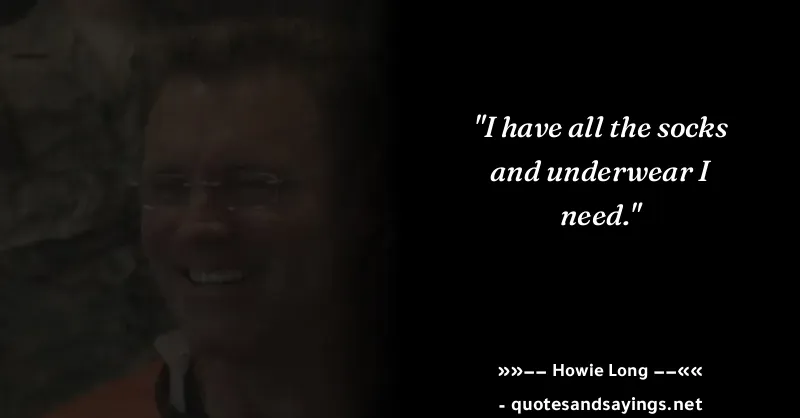 "I have all the socks
and underwear I
need."
»»−− Howie Long −−««
- quotesandsayings.net